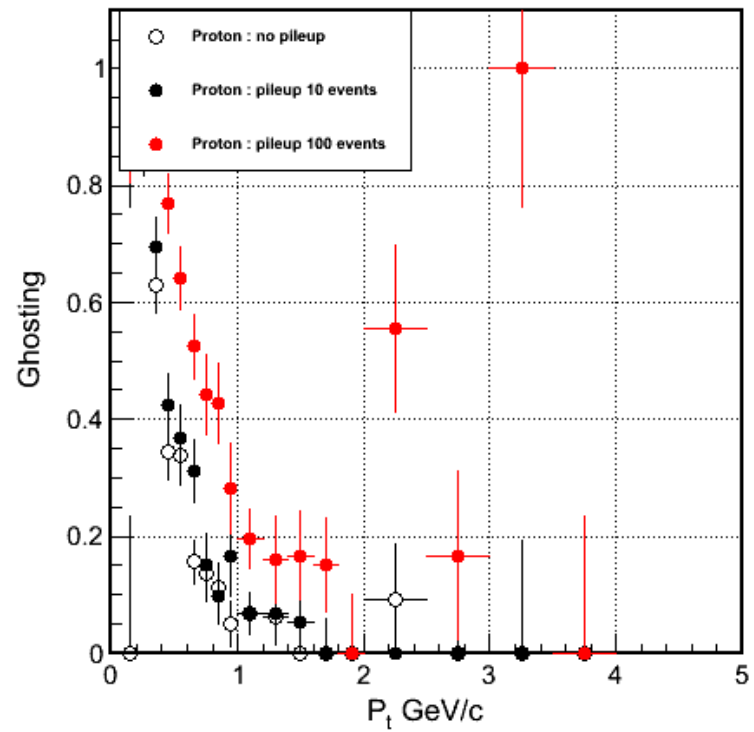 Proton : no pileup
Proton : pileup 10 events
Proton : pileup 100 events
1
0.8
0.6
0.4
0.2
0
0 1 2 3 4 5
Ghosting
Pt GeV/c